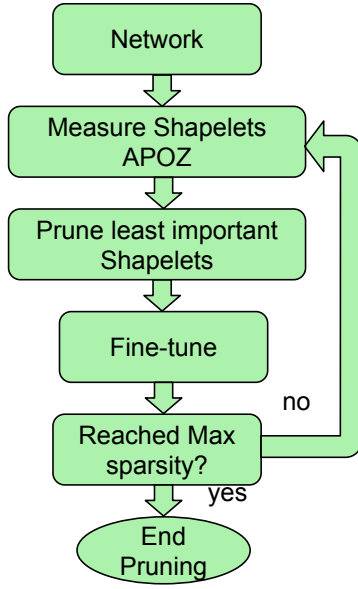 Network
Measure Shapelets
APOZ
Prune least important
Shapelets
Fine-tune
no
Reached Max
sparsity?
yes
End
Pruning